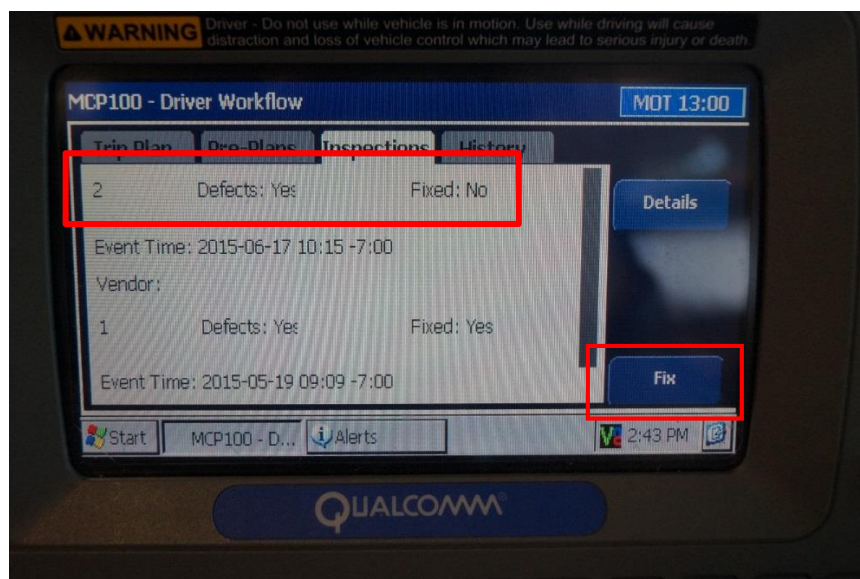 WARNING Driver - Do not use while vehicle is in motion. Use while driving will cause
distraction and loss of vehicle control which may lead to serious injury or death.
MCP100 - Driver Workflow MOT 13:00
Trip Plan Pre-Plans Inspections History
2 Defects: Yes Fixed: No
Details
Event Time: 2015-06-17 10:15 -7:00
Vendor:
1 Defects: Yes Fixed: Yes
Event Time: 2015-05-19 09:09 -7:00
Fix
Start MCP100 - D... Alerts 2:43 PM
QUALCOMM®